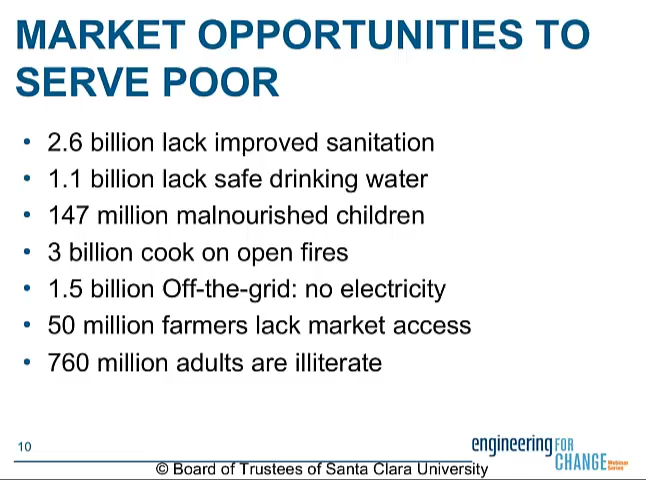 MARKET OPPORTUNITIES TO
SERVE POOR
• 2.6 billion lack improved sanitation
• 1.1 billion lack safe drinking water
• 147 million malnourished children
• 3 billion cook on open fires
• 1.5 billion Off-the-grid: no electricity
• 50 million farmers lack market access
• 760 million adults are illiterate
10
engineering FOR
CHANGE Webinar
Series
© Board of Trustees of Santa Clara University